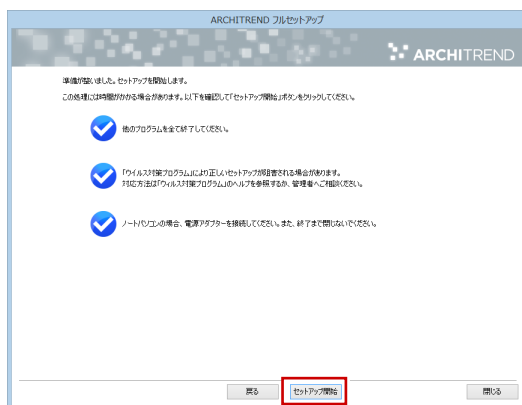 ARCHITREND フルセットアップ
ARCHITREND
準備が整いました。セットアップを開始します。
この処理には時間がかかる場合があります。以下を確認して「セットアップ開始」ボタンをクリックしてください。
他のプログラムを全て終了してください。
「ウイルス対策プログラム」により正しいセットアップが阻害される場合があります。
対応方法は「ウィルス対策プログラム」のヘルプを参照するか、管理者へご相談ください。
ノートパソコンの場合、電源アダプターを接続してください。また、終了まで閉じないでください。
戻る
セットアップ開始
閉じる